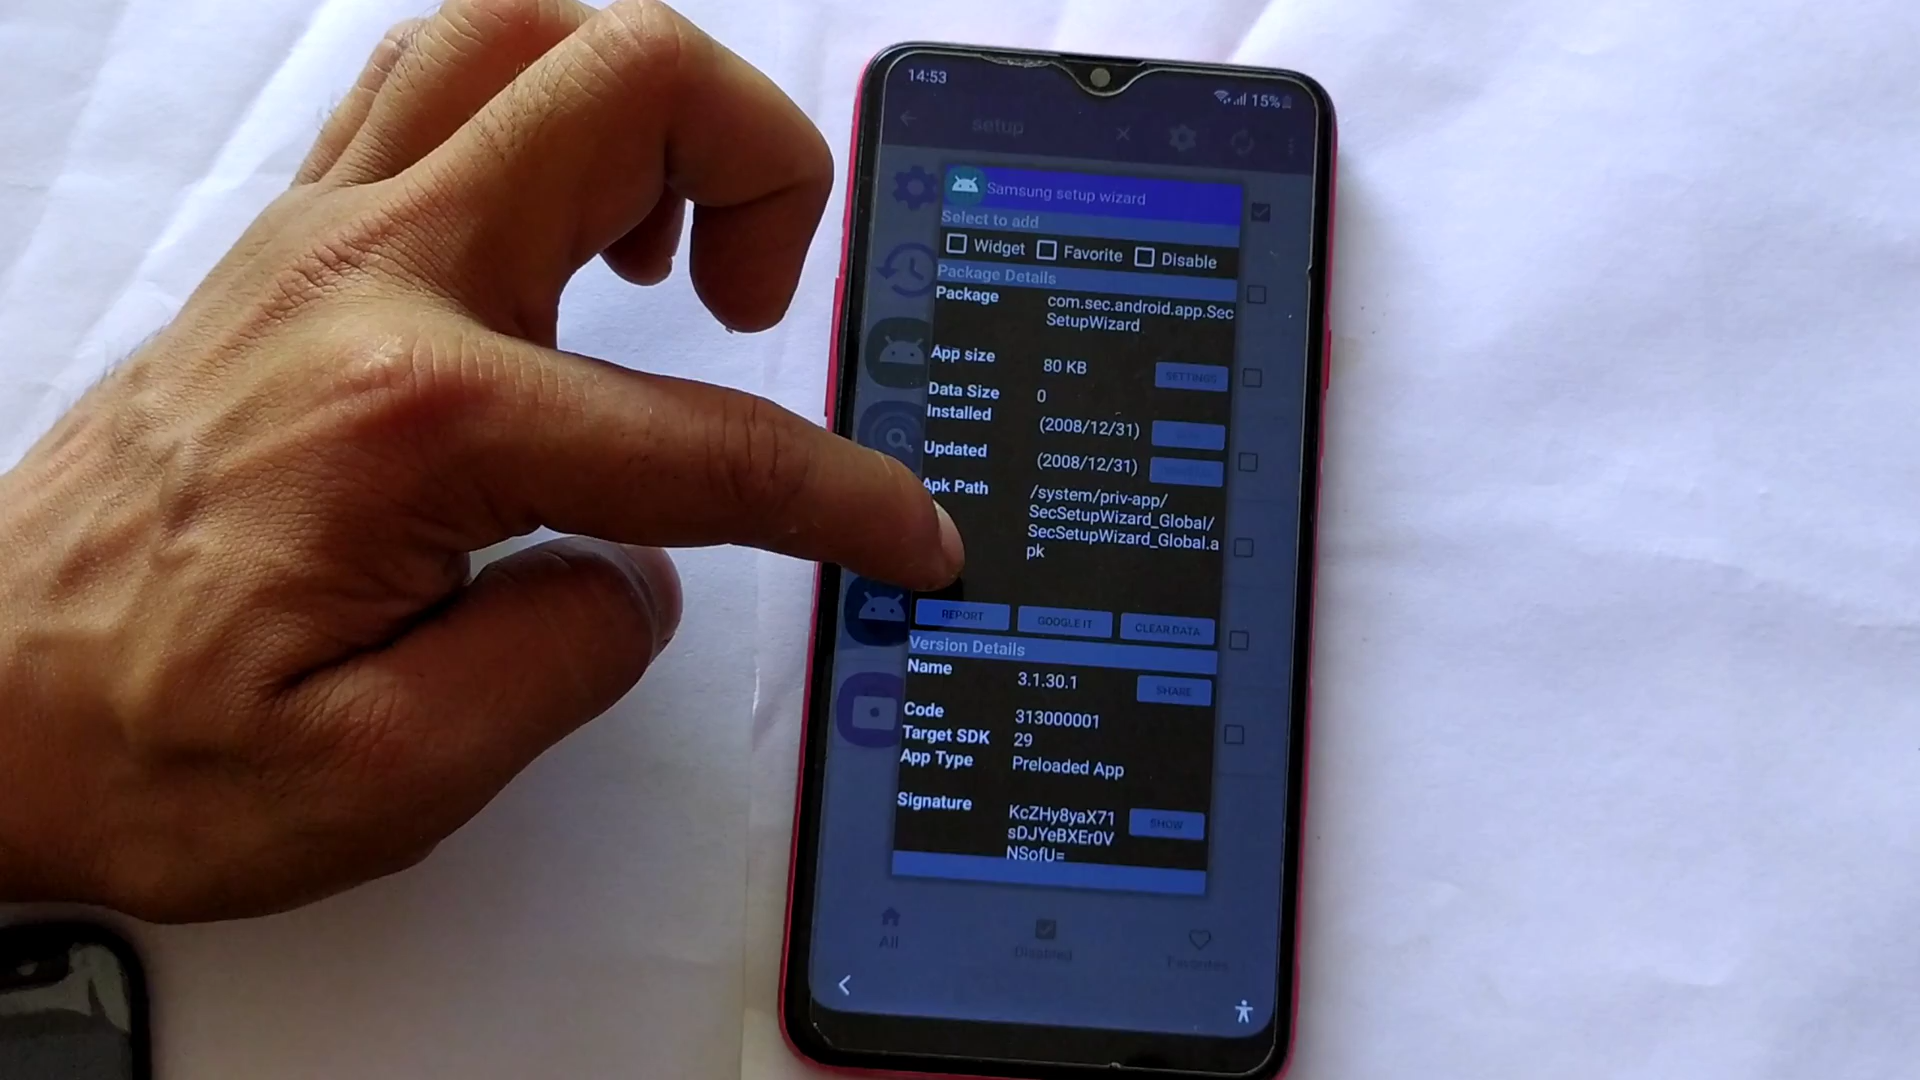 14:53
15%
setup
Samsung setup wizard
Select to add
Widget Favorite Disable
Package Details
Package com.sec.android.app.Sec
SetupWizard
App size 80 KB SETTINGS
Data Size 0
Installed (2008/12/31)
Updated (2008/12/31)
Apk Path /system/priv-app/
SecSetupWizard_Global/
SecSetupWizard_Global.a
pk
REPORT GOOGLE IT CLEAR DATA
Version Details
Name 3.1.30.1 SHARE
Code 313000001
Target SDK 29
App Type Preloaded App
Signature KcZHy8yaX71 SHOW
sDJYeBXEr0V
NSofU=
All Disabled Favorites